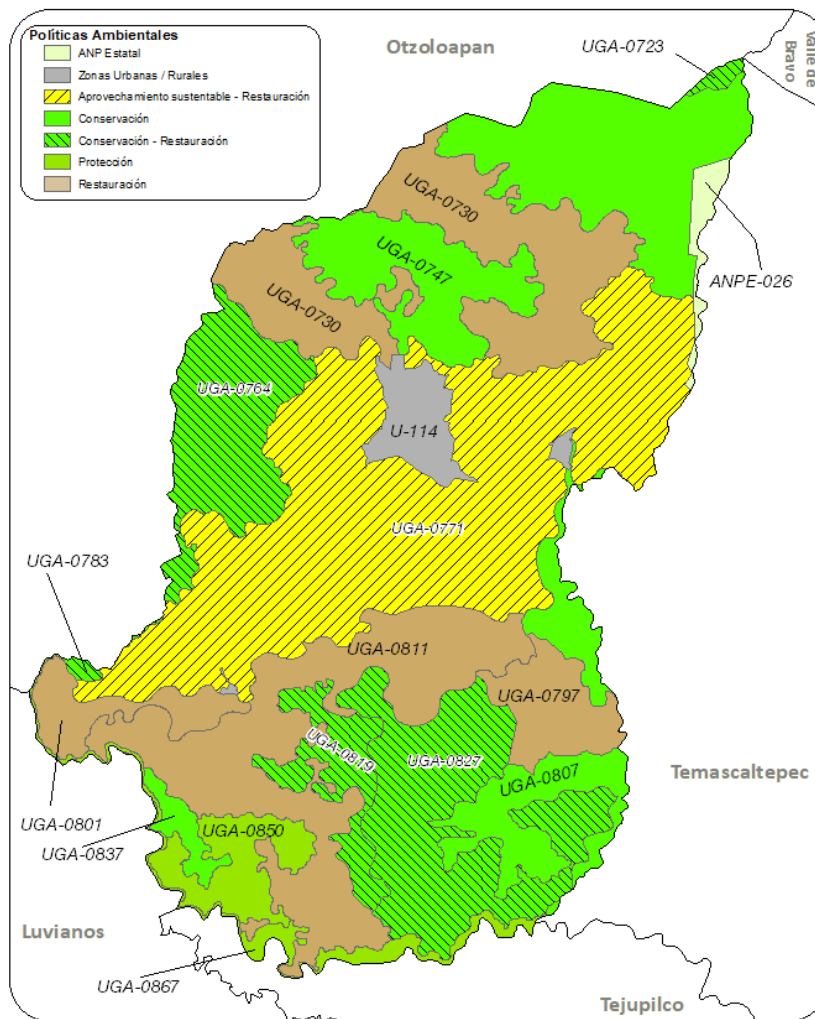 Políticas Ambientales
ANP Estatal
Zonas Urbanas / Rurales
Aprovechamiento sustentable - Restauración
Conservación
Conservación - Restauración
Protección
Restauración
Otzoloapan
UGA-0723
Valle de
Bravo
UGA-0730
UGA-0747
ANPE-026
UGA-0730
UGA-0764
U-114
UGA-0771
UGA-0783
UGA-0811
UGA-0797
UGA-0819
UGA-0827
UGA-0807
Temascaltepec
UGA-0801
UGA-0850
UGA-0837
Luvianos
UGA-0867
Tejupilco